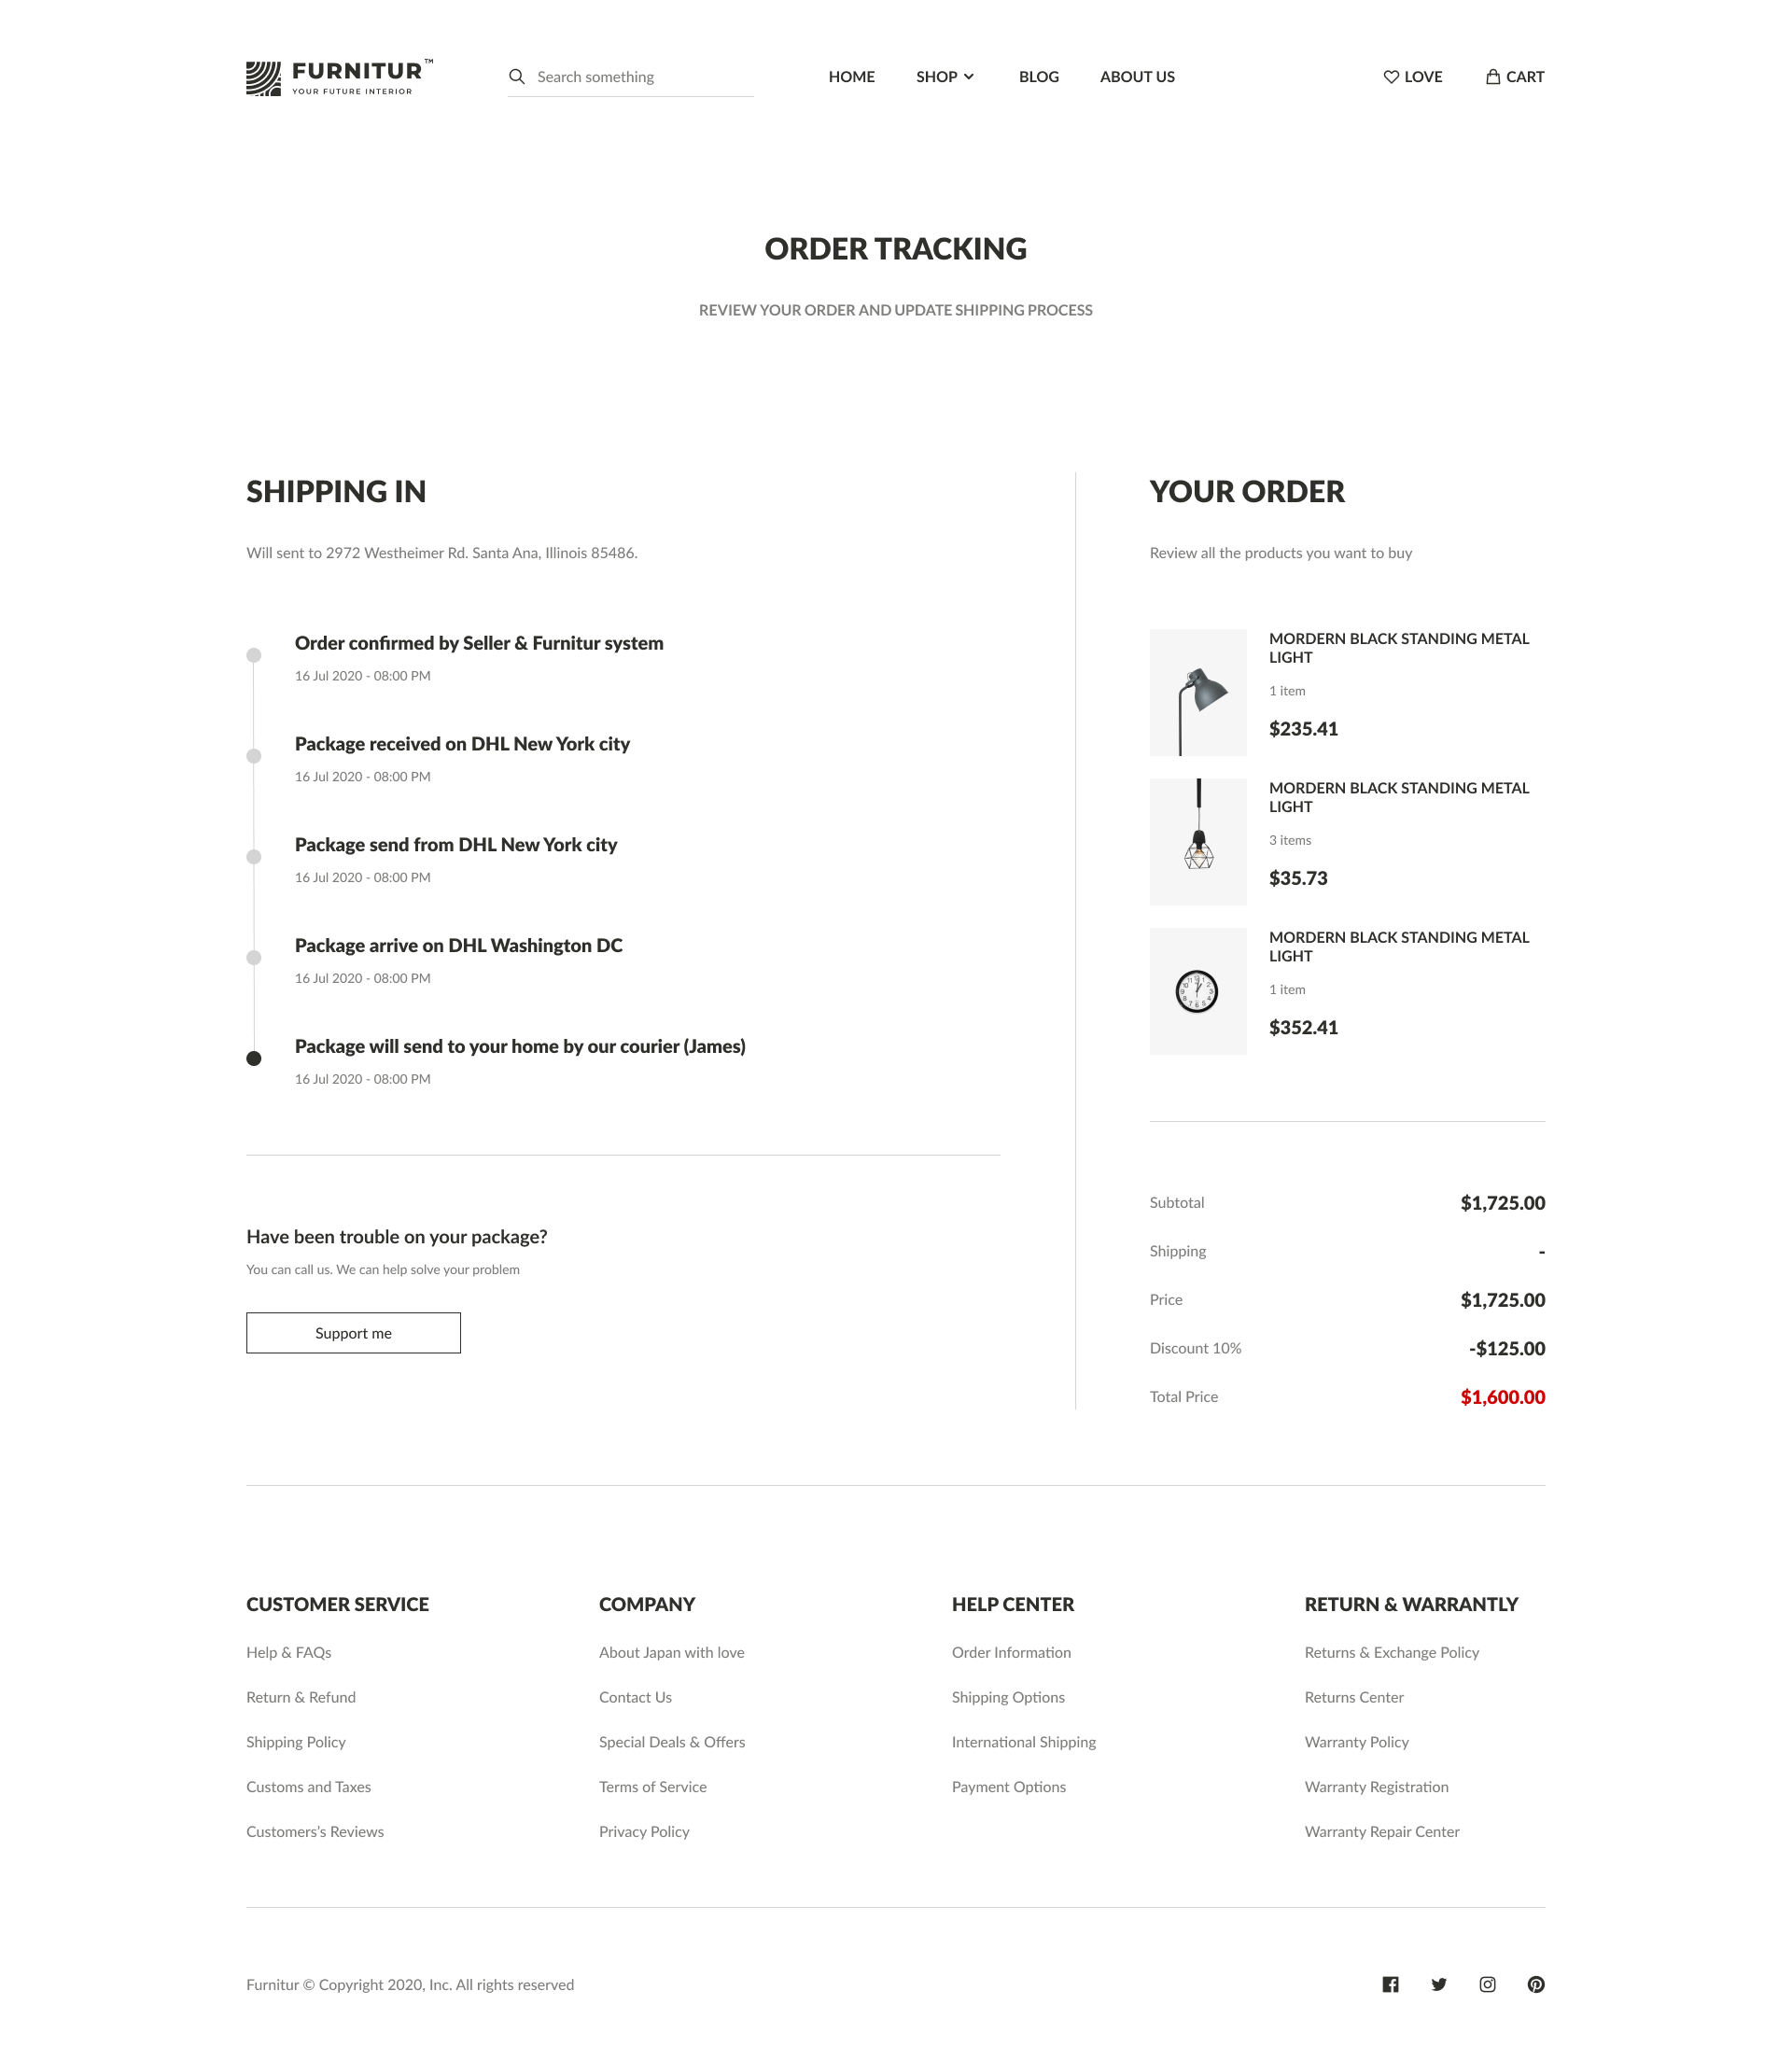 FURNITUR™
YOUR FUTURE INTERIOR
Search something
HOME
SHOP
BLOG
ABOUT US
LOVE
CART
ORDER TRACKING
REVIEW YOUR ORDER AND UPDATE SHIPPING PROCESS
SHIPPING IN
Will sent to 2972 Westheimer Rd. Santa Ana, Illinois 85486.
Order confirmed by Seller & Furnitur system
16 Jul 2020 - 08:00 PM
Package received on DHL New York city
16 Jul 2020 - 08:00 PM
Package send from DHL New York city
16 Jul 2020 - 08:00 PM
Package arrive on DHL Washington DC
16 Jul 2020 - 08:00 PM
Package will send to your home by our courier (James)
16 Jul 2020 - 08:00 PM
Have been trouble on your package?
You can call us. We can help solve your problem
Support me
YOUR ORDER
Review all the products you want to buy
MORDERN BLACK STANDING METAL
LIGHT
1 item
$235.41
MORDERN BLACK STANDING METAL
LIGHT
3 items
$35.73
MORDERN BLACK STANDING METAL
LIGHT
1 item
$352.41
Subtotal $1,725.00
Shipping -
Price $1,725.00
Discount 10% -$125.00
Total Price $1,600.00
CUSTOMER SERVICE
Help & FAQs
Return & Refund
Shipping Policy
Customs and Taxes
Customers's Reviews
COMPANY
About Japan with love
Contact Us
Special Deals & Offers
Terms of Service
Privacy Policy
HELP CENTER
Order Information
Shipping Options
International Shipping
Payment Options
RETURN & WARRANTLY
Returns & Exchange Policy
Returns Center
Warranty Policy
Warranty Registration
Warranty Repair Center
Furnitur © Copyright 2020, Inc. All rights reserved